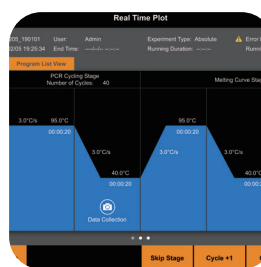 Real Time Plot
205_190101 User: Admin Experiment Type: Absolute Error
02/05 19:25:34 End Time: --/--/-- --:--:-- Running Duration: --:--:-- Runni
Program List View
PCR Cycling Stage Melting Curve Stag
Number of Cycles: 40
3.0°C/s 95.0°C 95.0°C
00:00:20 00:00:20
3.0°C/s 3.0°C/s 3.0°C/s
40.0°C 40.0°C
00:00:20 00:00:
Data Collection
Skip Stage Cycle +1